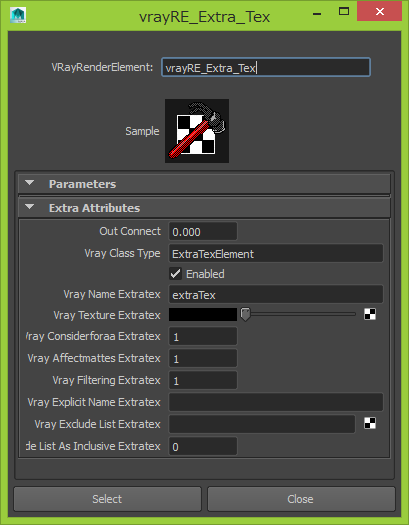 vrayRE_Extra_Tex
VRayRenderElement: vrayRE_Extra_Tex
Sample
Parameters
Extra Attributes
Out Connect 0.000
Vray Class Type ExtraTexElement
Enabled
Vray Name Extratex extraTex
Vray Texture Extratex
Vray Considerforaa Extratex 1
Vray Affectmattes Extratex 1
Vray Filtering Extratex 1
Vray Explicit Name Extratex
Vray Exclude List Extratex
de List As Inclusive Extratex 0
Select Close